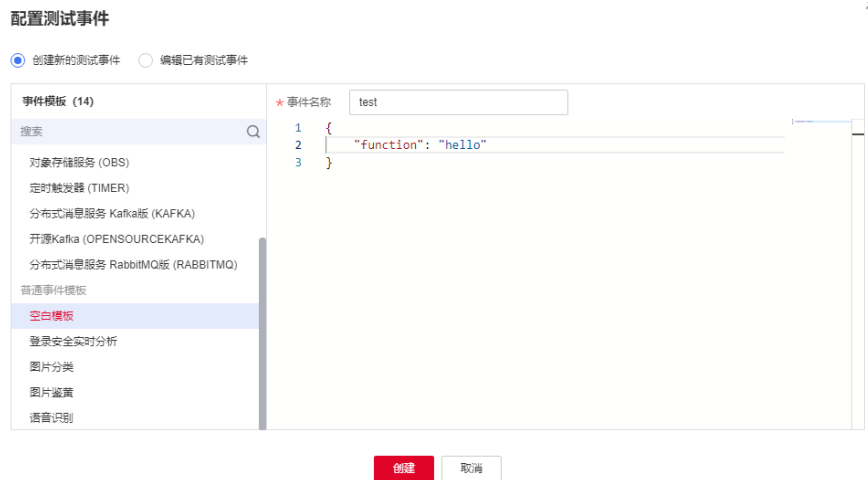 配置测试事件
创建新的测试事件 编辑已有测试事件
事件模板 (14)
搜索
对象存储服务 (OBS)
定时触发器 (TIMER)
分布式消息服务 Kafka版 (KAFKA)
开源Kafka (OPENSOURCEKAFKA)
分布式消息服务 RabbitMQ版 (RABBITMQ)
普通事件模板
空白模板
登录安全实时分析
图片分类
图片鉴黄
语音识别
* 事件名称 test
1 {
2 "function": "hello"
3 }
创建 取消